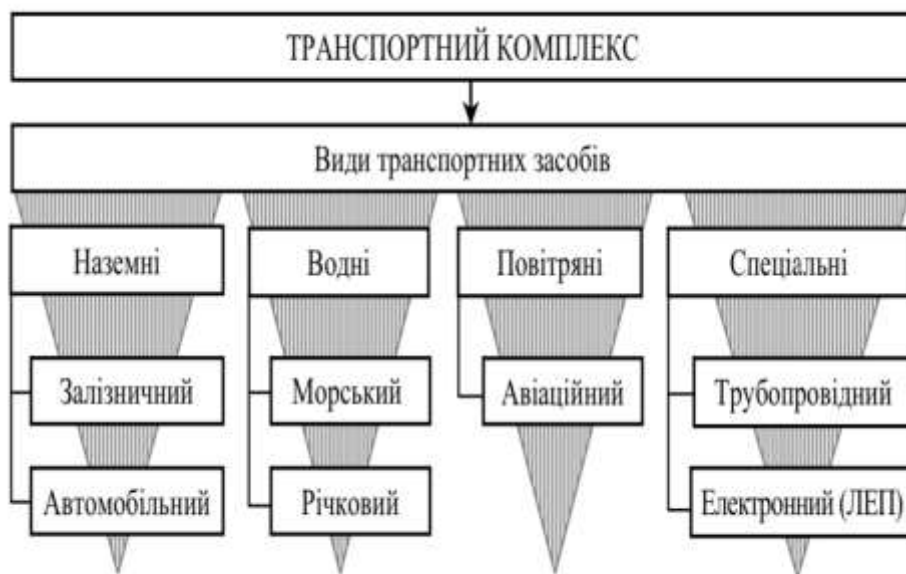 ТРАНСПОРТНИЙ КОМПЛЕКС
Види транспортних засобів
Наземні
Водні
Повітряні
Спеціальні
Залізничний
Морський
Авіаційний
Трубопровідний
Автомобільний
Річковий
Електронний (ЛЕП)